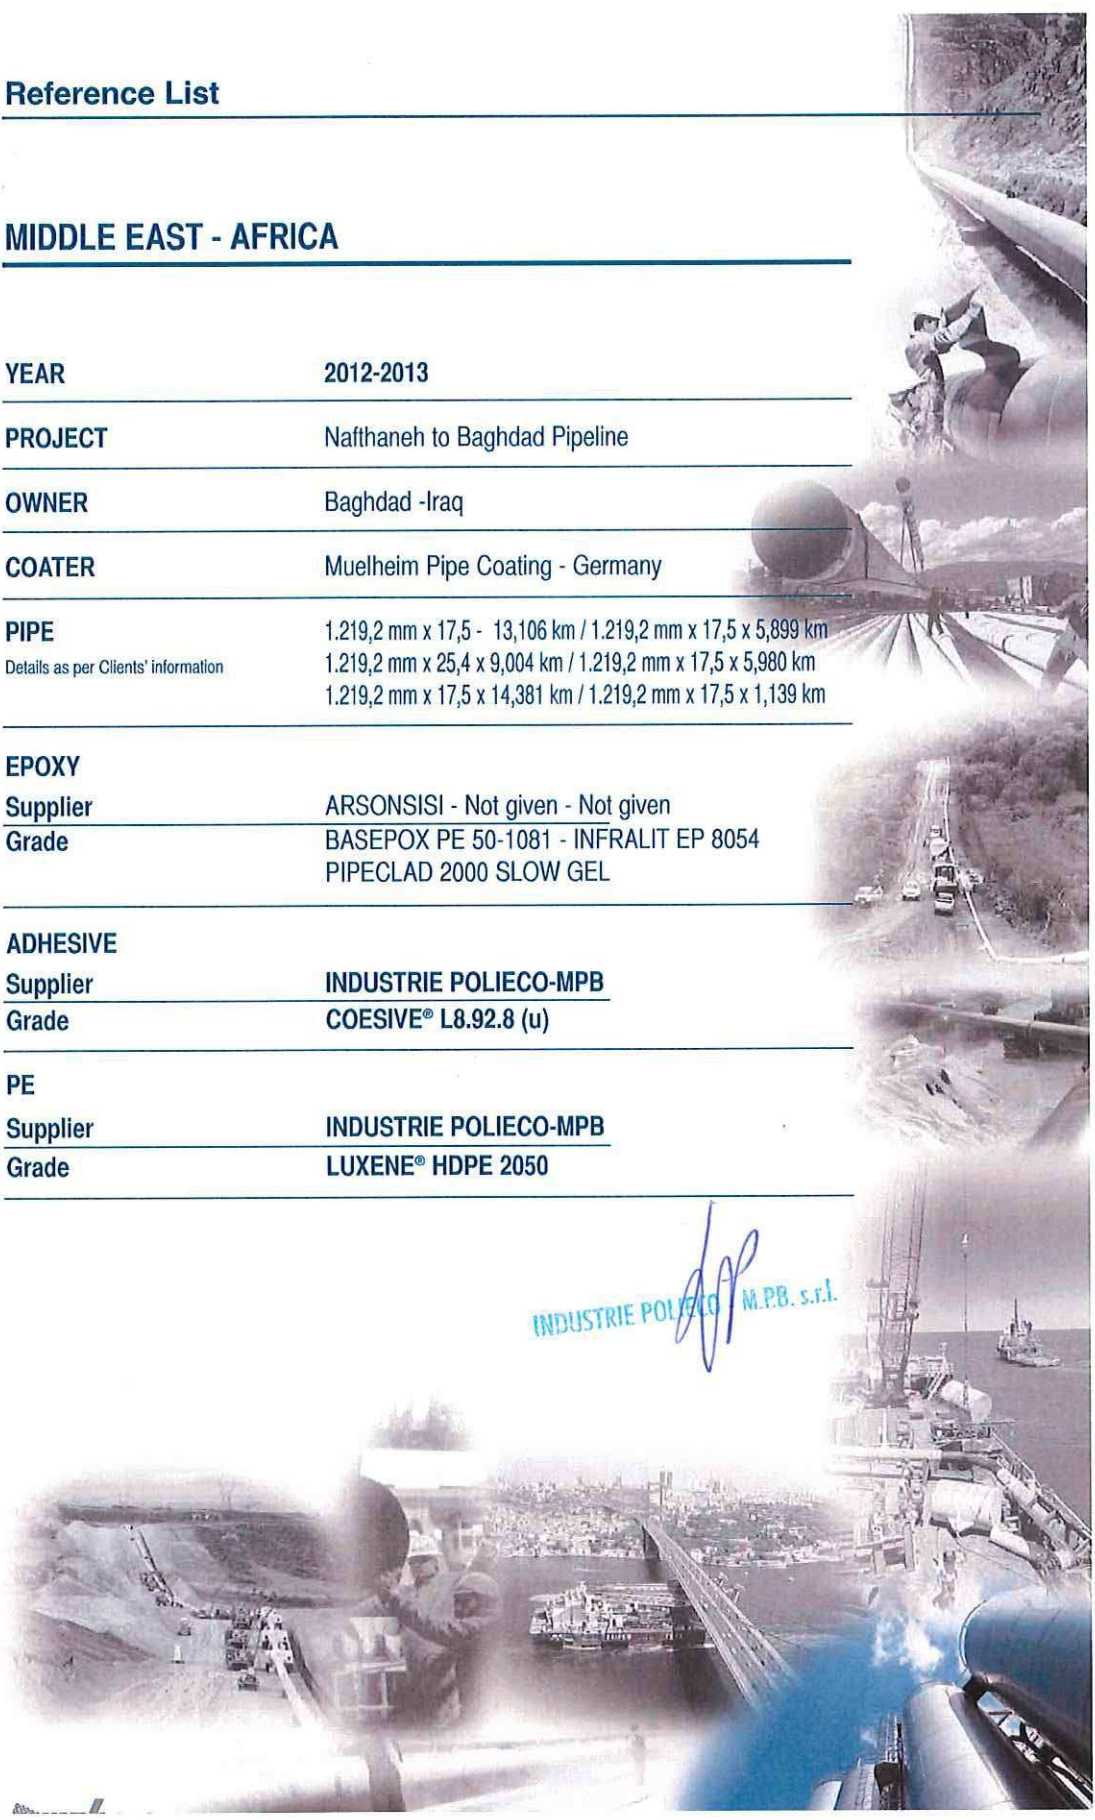 Reference List
MIDDLE EAST - AFRICA
YEAR 2012-2013
PROJECT Nafthaneh to Baghdad Pipeline
OWNER Baghdad -Iraq
COATER Muelheim Pipe Coating - Germany
PIPE 1.219,2 mm x 17,5 - 13,106 km / 1.219,2 mm x 17,5 x 5,899 km
Details as per Clients' information 1.219,2 mm x 25,4 x 9,004 km / 1.219,2 mm x 17,5 x 5,980 km
1.219,2 mm x 17,5 x 14,381 km / 1.219,2 mm x 17,5 x 1,139 km
EPOXY
Supplier ARSONSISI - Not given - Not given
Grade BASEPOX PE 50-1081 - INFRALIT EP 8054
PIPECLAD 2000 SLOW GEL
ADHESIVE
Supplier INDUSTRIE POLIECO-MPB
Grade COESIVE® L8.92.8 (u)
PE
Supplier INDUSTRIE POLIECO-MPB
Grade LUXENE® HDPE 2050
INDUSTRIE POLIECO M.P.B. s.r.l.